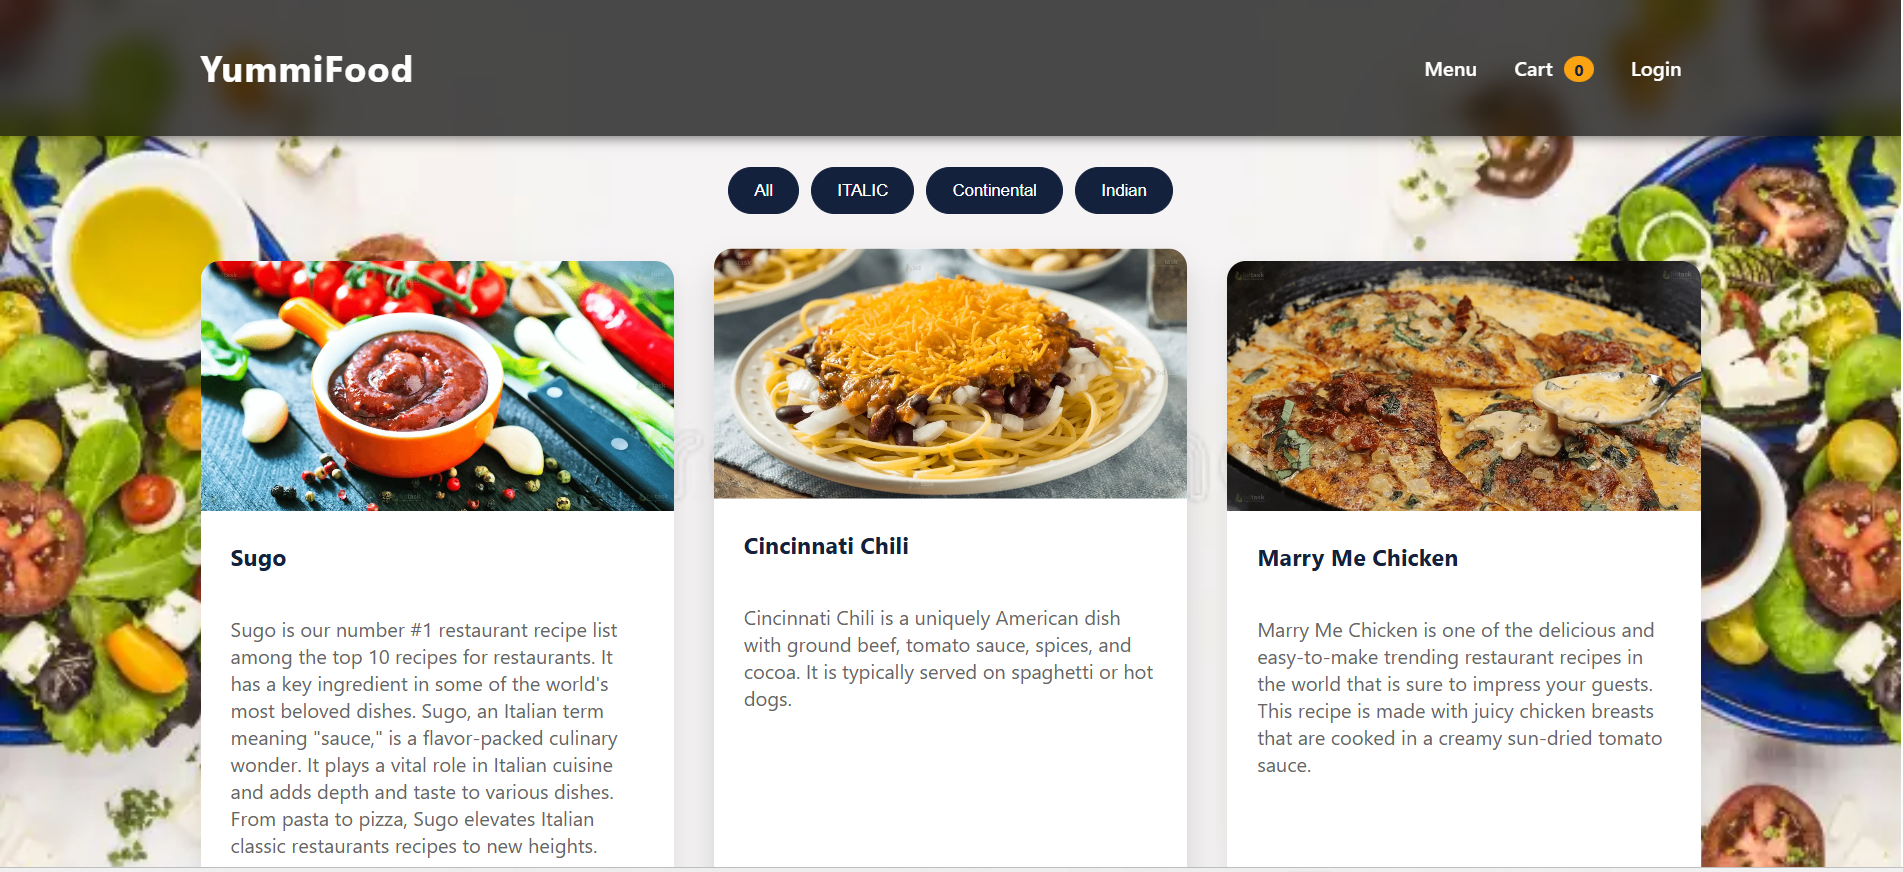 YummiFood
Menu Cart 0 Login
All ITALIC Continental Indian
Sugo
Sugo is our number #1 restaurant recipe list
among the top 10 recipes for restaurants. It
has a key ingredient in some of the world's
most beloved dishes. Sugo, an Italian term
meaning "sauce," is a flavor-packed culinary
wonder. It plays a vital role in Italian cuisine
and adds depth and taste to various dishes.
From pasta to pizza, Sugo elevates Italian
classic restaurants recipes to new heights.
Cincinnati Chili
Cincinnati Chili is a uniquely American dish
with ground beef, tomato sauce, spices, and
cocoa. It is typically served on spaghetti or hot
dogs.
Marry Me Chicken
Marry Me Chicken is one of the delicious and
easy-to-make trending restaurant recipes in
the world that is sure to impress your guests.
This recipe is made with juicy chicken breasts
that are cooked in a creamy sun-dried tomato
sauce.